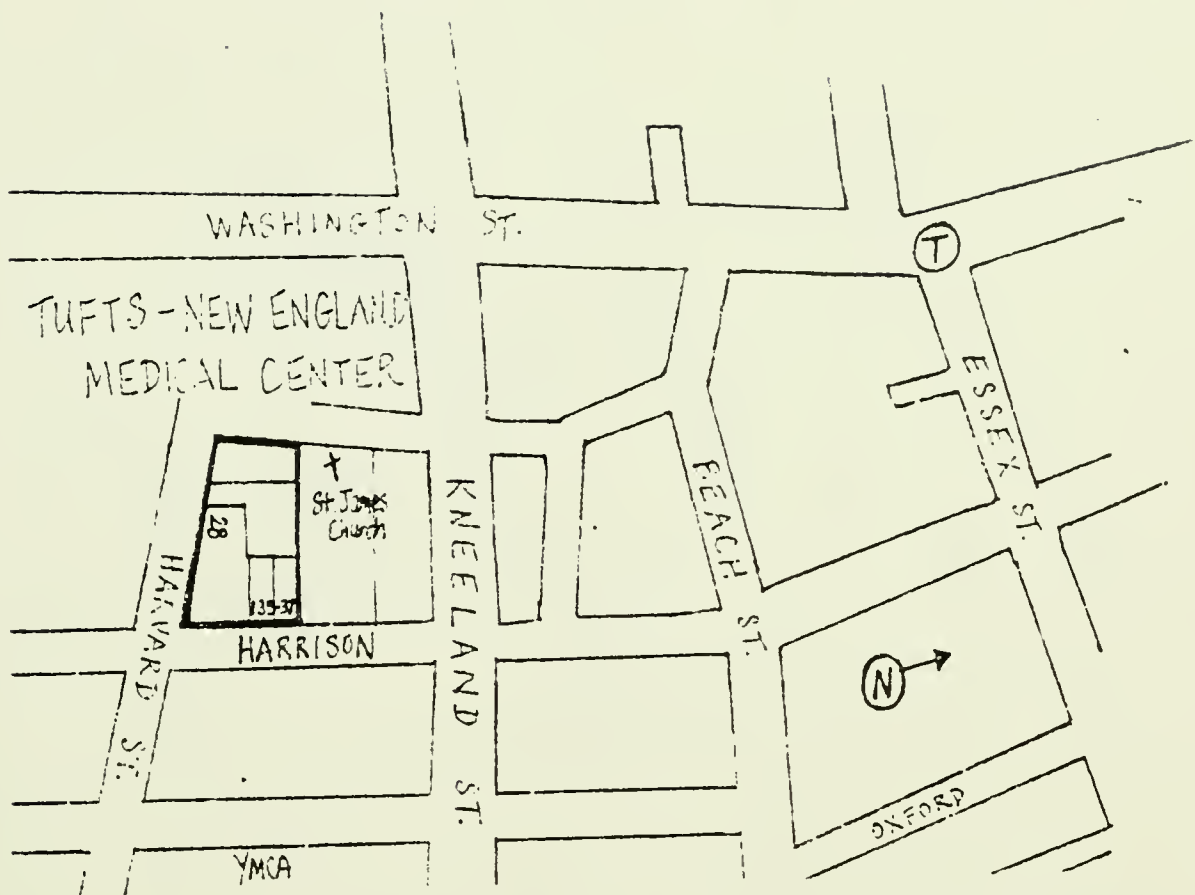 WASHINGTON ST.
T
TUFTS-NEW ENGLAND
MEDICAL CENTER
ESSEX ST.
St. James
Church
BEACH ST.
KNEELAND ST.
28
135-37
HARVARD ST.
HARRISON
N
OXFORD
YMCA